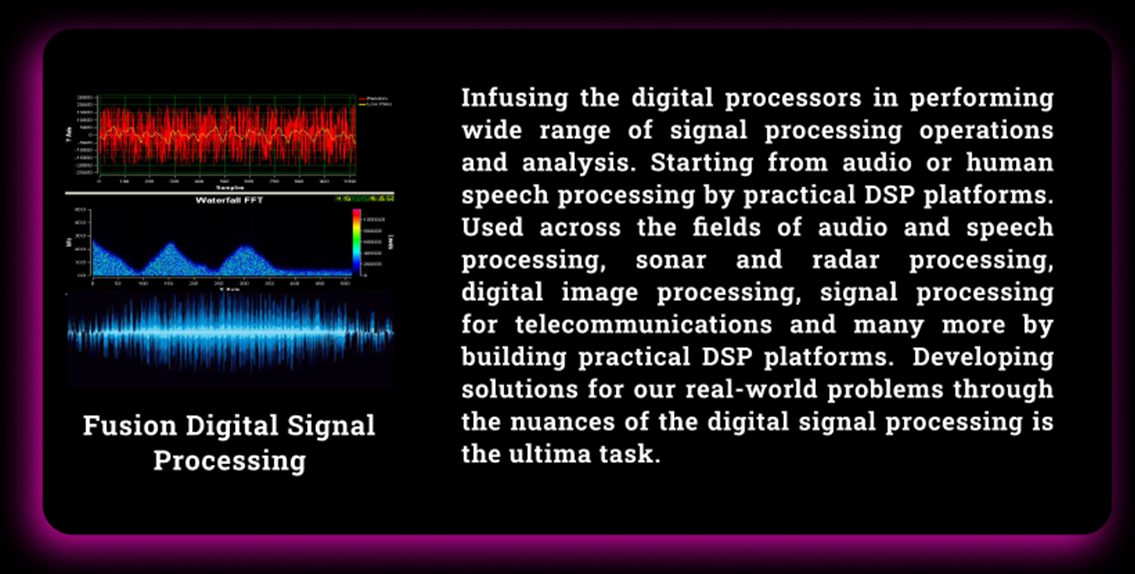 Waterfall FFT
Samples
Fusion Digital Signal
Processing
Infusing the digital processors in performing
wide range of signal processing operations
and analysis. Starting from audio or human
speech processing by practical DSP platforms.
Used across the fields of audio and speech
processing, sonar and radar processing,
digital image processing, signal processing
for telecommunications and many more by
building practical DSP platforms. Developing
solutions for our real-world problems through
the nuances of the digital signal processing is
the ultima task.